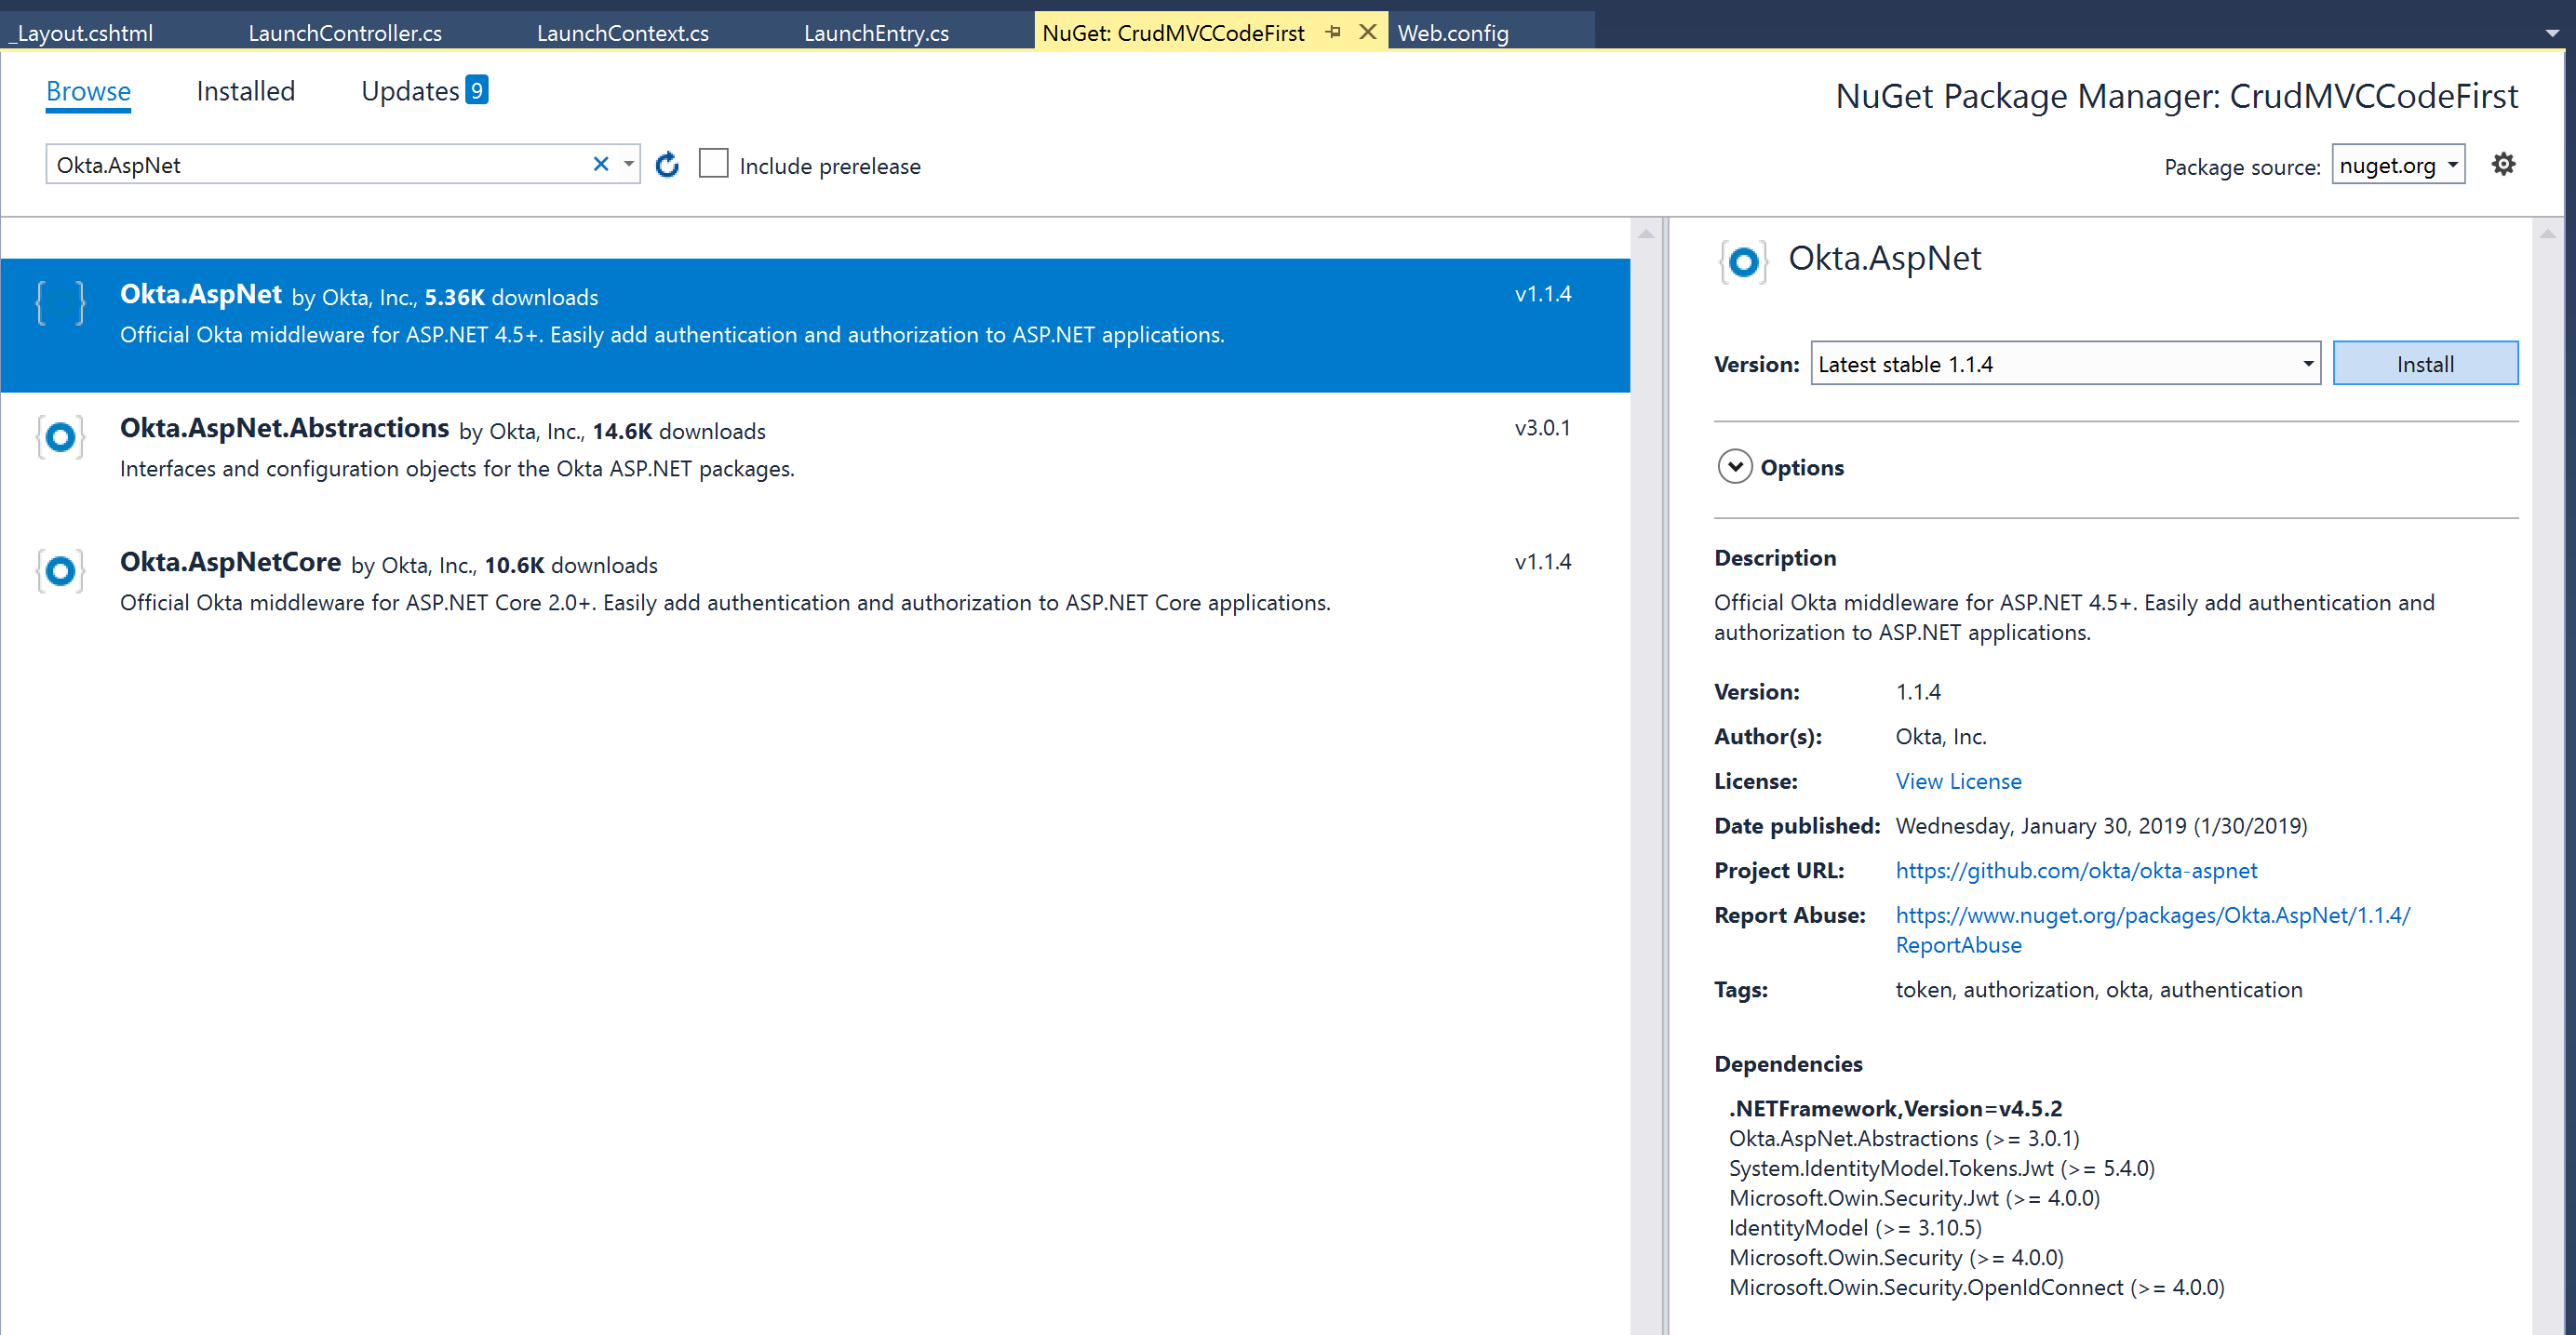 _Layout.cshtml LaunchController.cs LaunchContext.cs LaunchEntry.cs NuGet: CrudMVCCodeFirst Web.config
Browse Installed Updates 9
NuGet Package Manager: CrudMVCCodeFirst
Okta.AspNet Include prerelease
Package source: nuget.org
Okta.AspNet by Okta, Inc., 5.36K downloads v1.1.4
Official Okta middleware for ASP.NET 4.5+. Easily add authentication and authorization to ASP.NET applications.
Okta.AspNet.Abstractions by Okta, Inc., 14.6K downloads v3.0.1
Interfaces and configuration objects for the Okta ASP.NET packages.
Okta.AspNetCore by Okta, Inc., 10.6K downloads v1.1.4
Official Okta middleware for ASP.NET Core 2.0+. Easily add authentication and authorization to ASP.NET Core applications.
Okta.AspNet
Version: Latest stable 1.1.4 Install
Options
Description
Official Okta middleware for ASP.NET 4.5+. Easily add authentication and
authorization to ASP.NET applications.
Version: 1.1.4
Author(s): Okta, Inc.
License: View License
Date published: Wednesday, January 30, 2019 (1/30/2019)
Project URL: https://github.com/okta/okta-aspnet
Report Abuse: https://www.nuget.org/packages/Okta.AspNet/1.1.4/
ReportAbuse
Tags: token, authorization, okta, authentication
Dependencies
.NETFramework,Version=v4.5.2
Okta.AspNet.Abstractions (>= 3.0.1)
System.IdentityModel.Tokens.Jwt (>= 5.4.0)
Microsoft.Owin.Security.Jwt (>= 4.0.0)
IdentityModel (>= 3.10.5)
Microsoft.Owin.Security (>= 4.0.0)
Microsoft.Owin.Security.OpenIdConnect (>= 4.0.0)